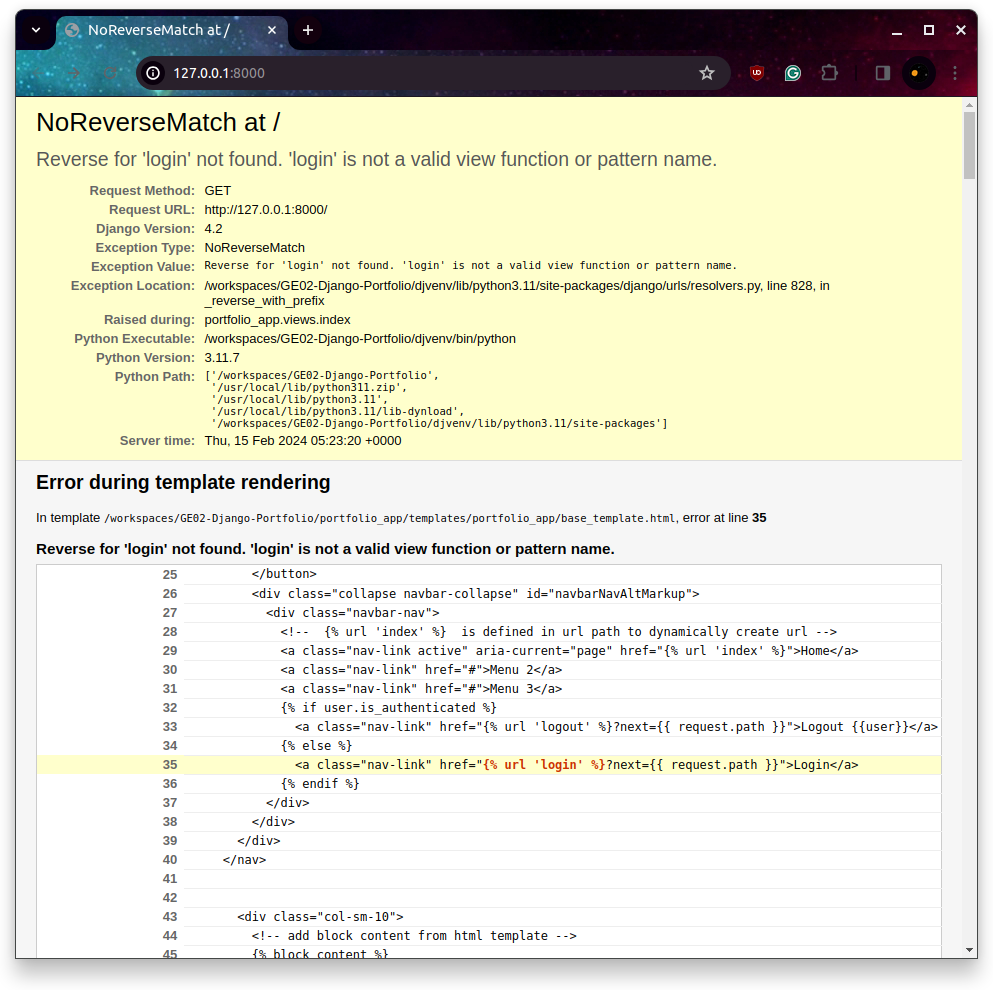 NoReverseMatch at /
127.0.0.1:8000
NoReverseMatch at /
Reverse for 'login' not found. 'login' is not a valid view function or pattern name.
Request Method: GET
Request URL: http://127.0.0.1:8000/
Django Version: 4.2
Exception Type: NoReverseMatch
Exception Value: Reverse for 'login' not found. 'login' is not a valid view function or pattern name.
Exception Location: /workspaces/GE02-Django-Portfolio/djvenv/lib/python3.11/site-packages/django/urls/resolvers.py, line 828, in
_reverse_with_prefix
Raised during: portfolio_app.views.index
Python Executable: /workspaces/GE02-Django-Portfolio/djvenv/bin/python
Python Version: 3.11.7
Python Path: ['/workspaces/GE02-Django-Portfolio',
'/usr/local/lib/python311.zip',
'/usr/local/lib/python3.11',
'/usr/local/lib/python3.11/lib-dynload',
'/workspaces/GE02-Django-Portfolio/djvenv/lib/python3.11/site-packages']
Server time: Thu, 15 Feb 2024 05:23:20 +0000
Error during template rendering
In template /workspaces/GE02-Django-Portfolio/portfolio_app/templates/portfolio_app/base_template.html, error at line 35
Reverse for 'login' not found. 'login' is not a valid view function or pattern name.
25 </button>
26 <div class="collapse navbar-collapse" id="navbarNavAltMarkup">
27 <div class="navbar-nav">
28 <!--  {% url 'index' %}  is defined in url path to dynamically create url -->
29 <a class="nav-link active" aria-current="page" href="{% url 'index' %}">Home</a>
30 <a class="nav-link" href="#">Menu 2</a>
31 <a class="nav-link" href="#">Menu 3</a>
32 {% if user.is_authenticated %}
33 <a class="nav-link" href="{% url 'logout' %}?next={{ request.path }}">Logout {{user}}</a>
34 {% else %}
35 <a class="nav-link" href="{% url 'login' %}?next={{ request.path }}">Login</a>
36 {% endif %}
37 </div>
38 </div>
39 </div>
40 </nav>
41
42
43 <div class="col-sm-10">
44 <!-- add block content from html template -->
45 {% block content %}